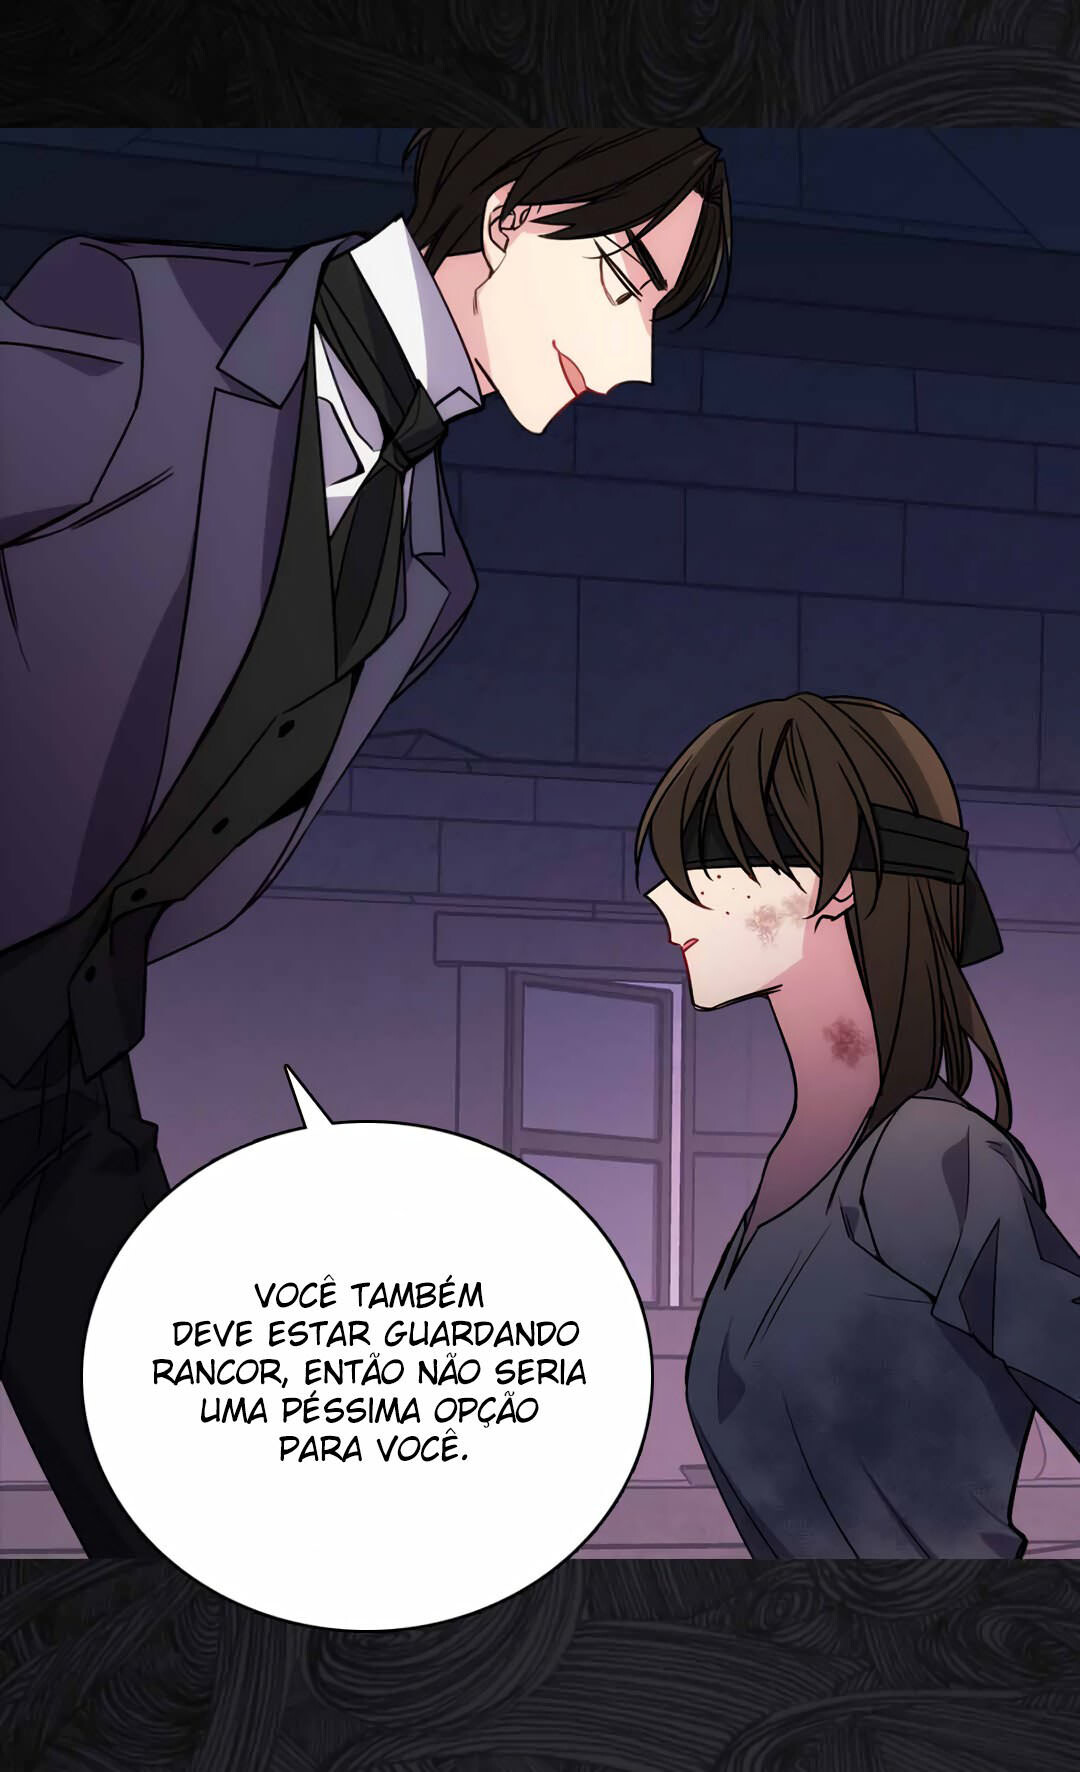 VOCÊ TAMBÉM
DEVE ESTAR GUARDANDO
RANCOR, ENTÃO NÃO SERIA
UMA PÉSSIMA OPÇÃO
PARA VOCÊ.